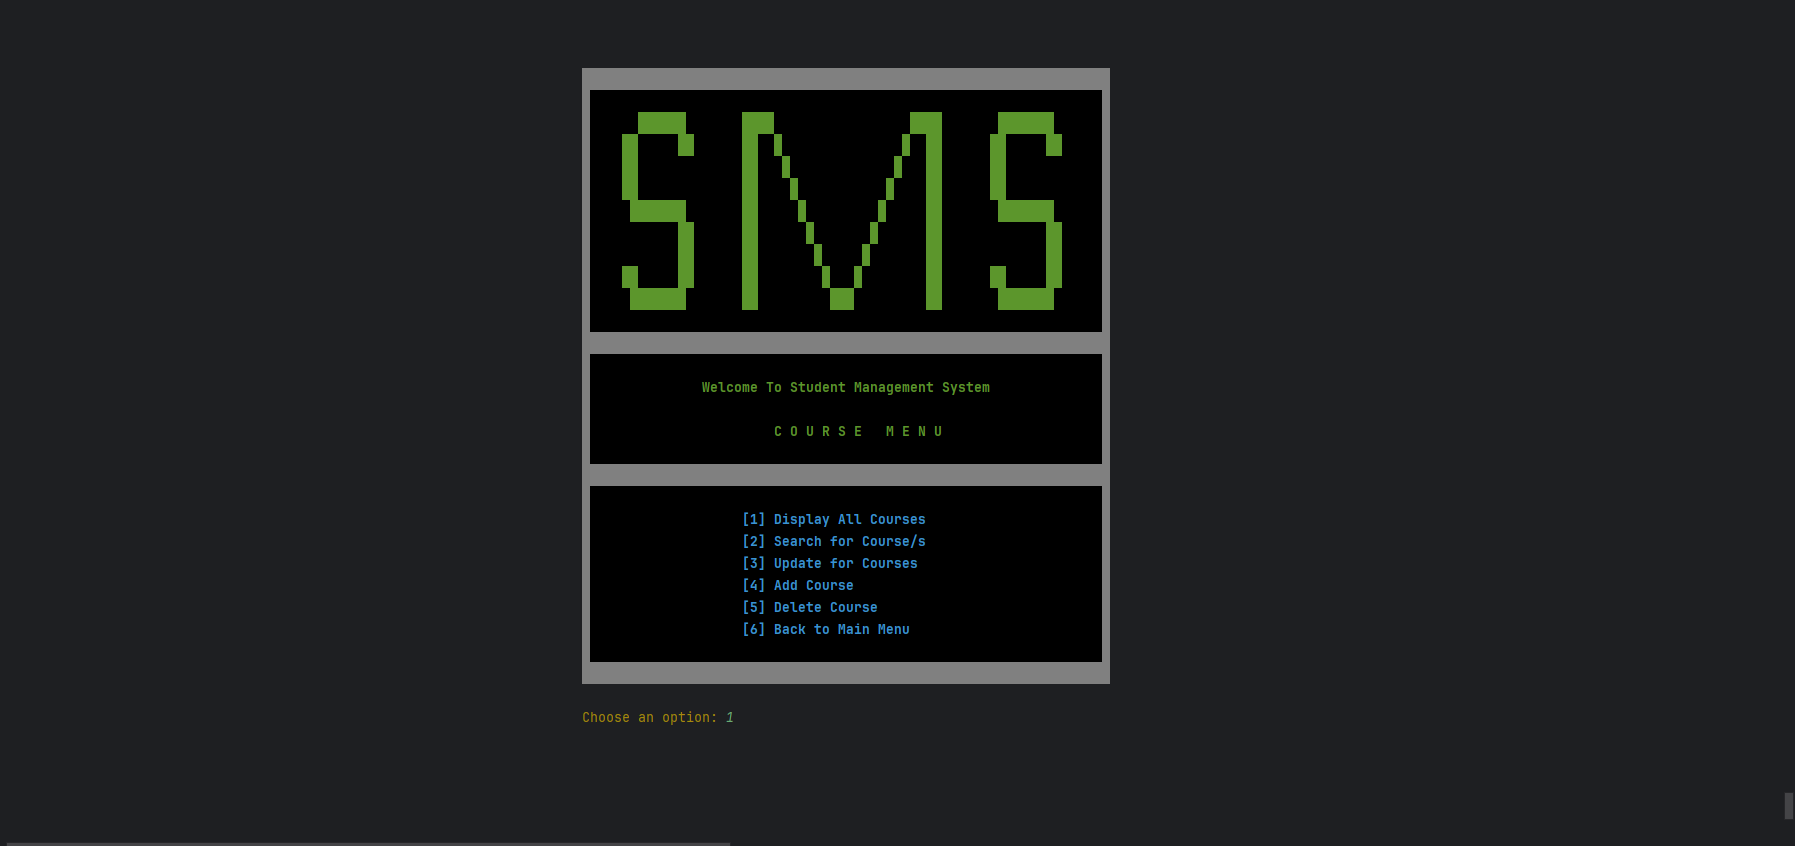 SMS
Welcome To Student Management System
C O U R S E   M E N U
[1] Display All Courses
[2] Search for Course/s
[3] Update for Courses
[4] Add Course
[5] Delete Course
[6] Back to Main Menu
Choose an option: 1